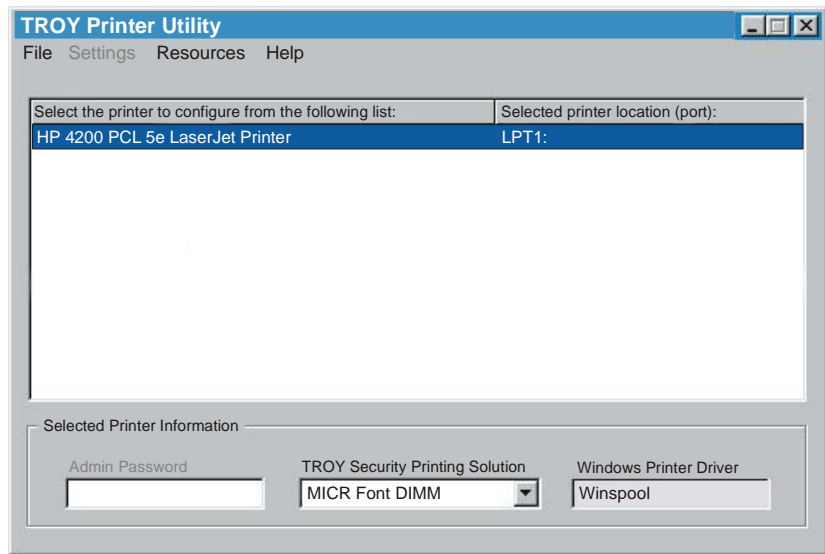 TROY Printer Utility
File Settings Resources Help
Select the printer to configure from the following list: Selected printer location (port):
HP 4200 PCL 5e LaserJet Printer LPT1:
Selected Printer Information
Admin Password TROY Security Printing Solution Windows Printer Driver
MICR Font DIMM Winspool